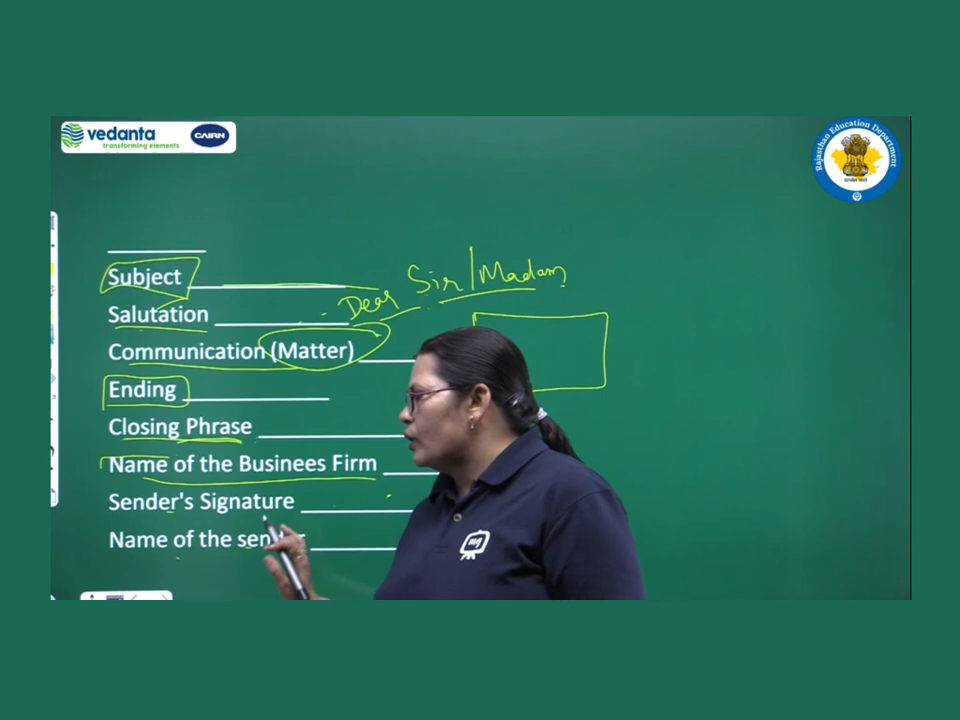 vedanta
transforming elements
CAIRN
Rajasthan Education Department
Subject
Dear Sir/Madam
Salutation
Communication (Matter)
Ending
Closing Phrase
Name of the Businees Firm
Sender's Signature
Name of the sender